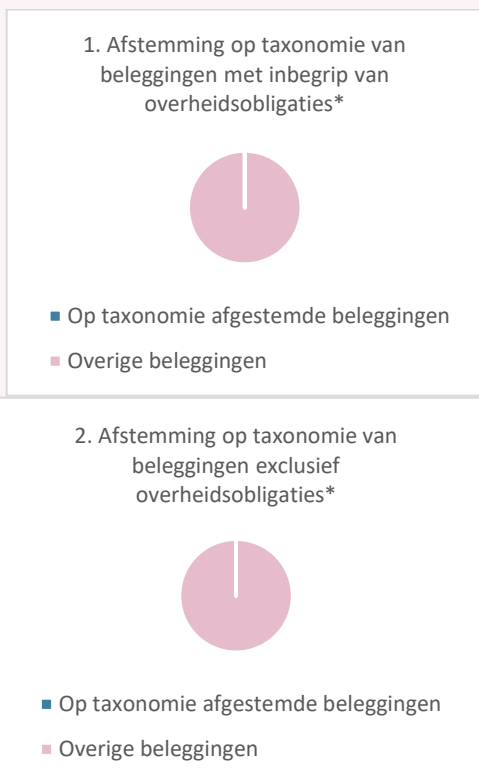 1. Afstemming op taxonomie van
beleggingen met inbegrip van
overheidsobligaties*
Op taxonomie afgestemde beleggingen
Overige beleggingen
2. Afstemming op taxonomie van
beleggingen exclusief
overheidsobligaties*
Op taxonomie afgestemde beleggingen
Overige beleggingen